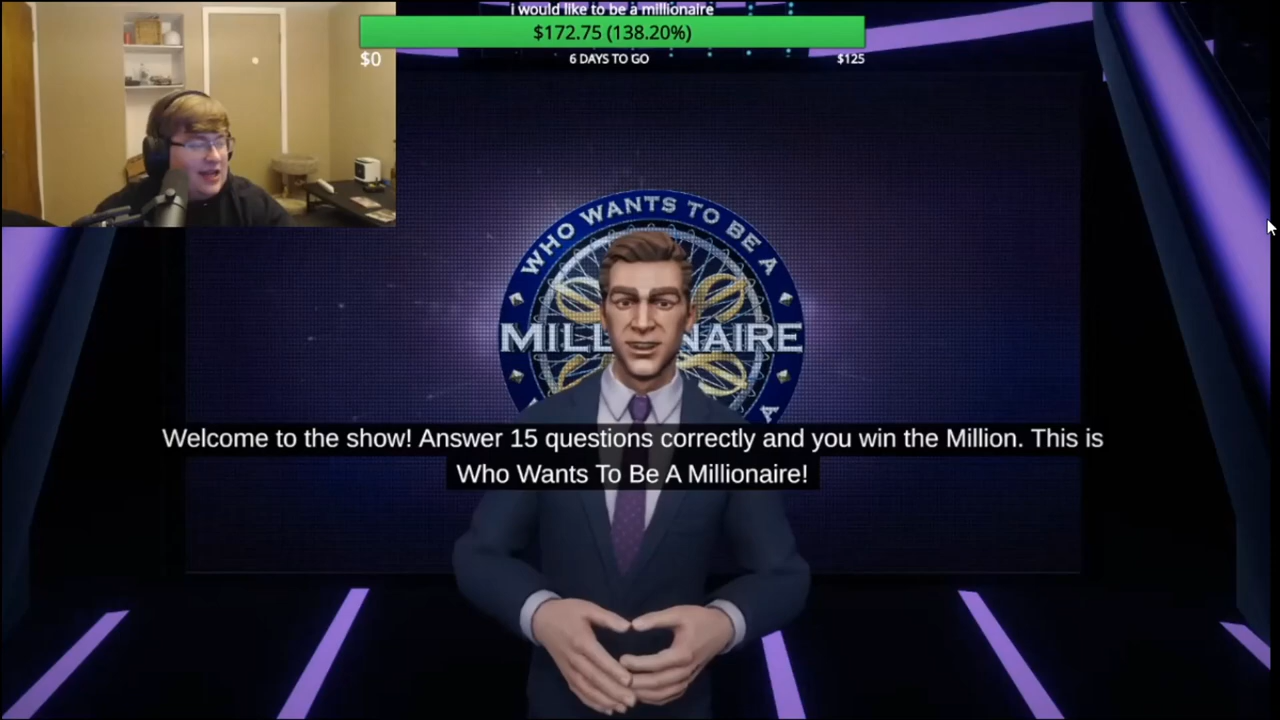 i would like to be a millionaire
$172.75 (138.20%)
$0
6 DAYS TO GO
$125
WHO WANTS TO BE A
MILL NAIRE
A
Welcome to the show! Answer 15 questions correctly and you win the Million. This is
Who Wants To Be A Millionaire!